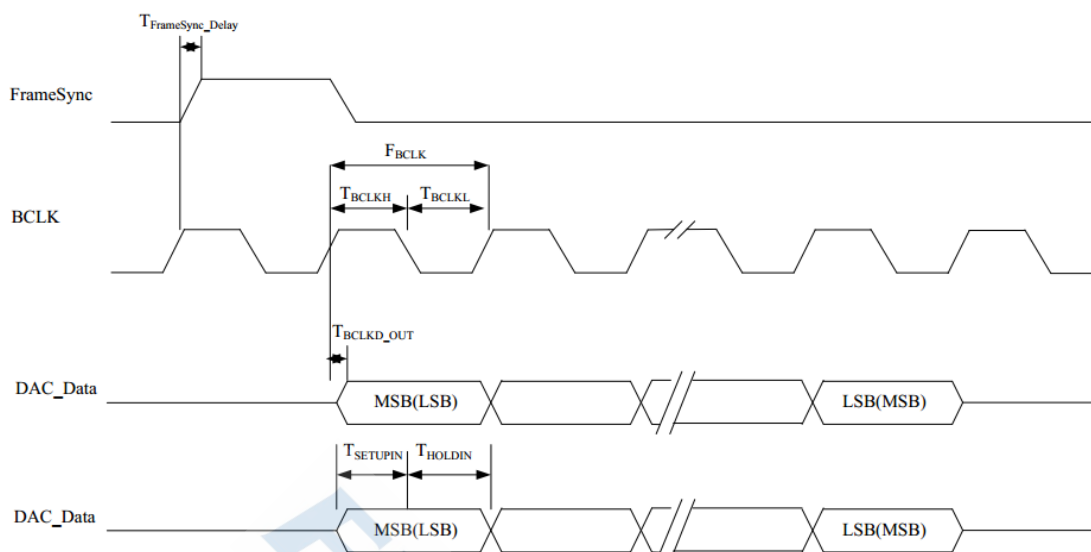 TFrameSync_Delay
FrameSync
FBCLK
TBCLKH TBCLKL
BCLK
TBCLKD_OUT
DAC_Data MSB(LSB) LSB(MSB)
TSETUPIN THOLDIN
DAC_Data MSB(LSB) LSB(MSB)